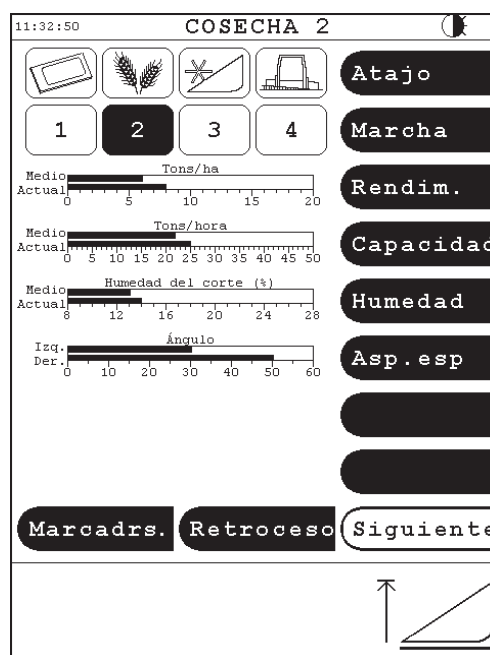 11:32:50 COSECHA 2
Atajo
1 2 3 4 Marcha
Tons/ha
Medio
Actual
0 5 10 15 20
Rendim.
Tons/hora
Medio
Actual
0 5 10 15 20 25 30 35 40 45 50
Capacidad
Humedad del corte (%)
Medio
Actual
8 12 16 20 24 28
Humedad
Ángulo
Izq.
Der.
0 10 20 30 40 50 60
Asp.esp
Marcadrs. Retroceso Siguiente